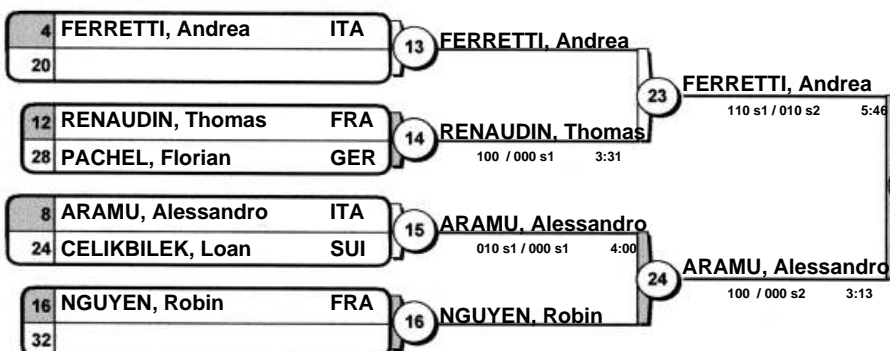 4 FERRETTI, Andrea ITA
20
13 FERRETTI, Andrea
12 RENAUDIN, Thomas FRA
28 PACHEL, Florian GER
14 RENAUDIN, Thomas
100 / 000 s1 3:31
23 FERRETTI, Andrea
110 s1 / 010 s2 5:46
8 ARAMU, Alessandro ITA
24 CELIKBILEK, Loan SUI
15 ARAMU, Alessandro
010 s1 / 000 s1 4:00
16 NGUYEN, Robin FRA
32
16 NGUYEN, Robin
24 ARAMU, Alessandro
100 / 000 s2 3:13